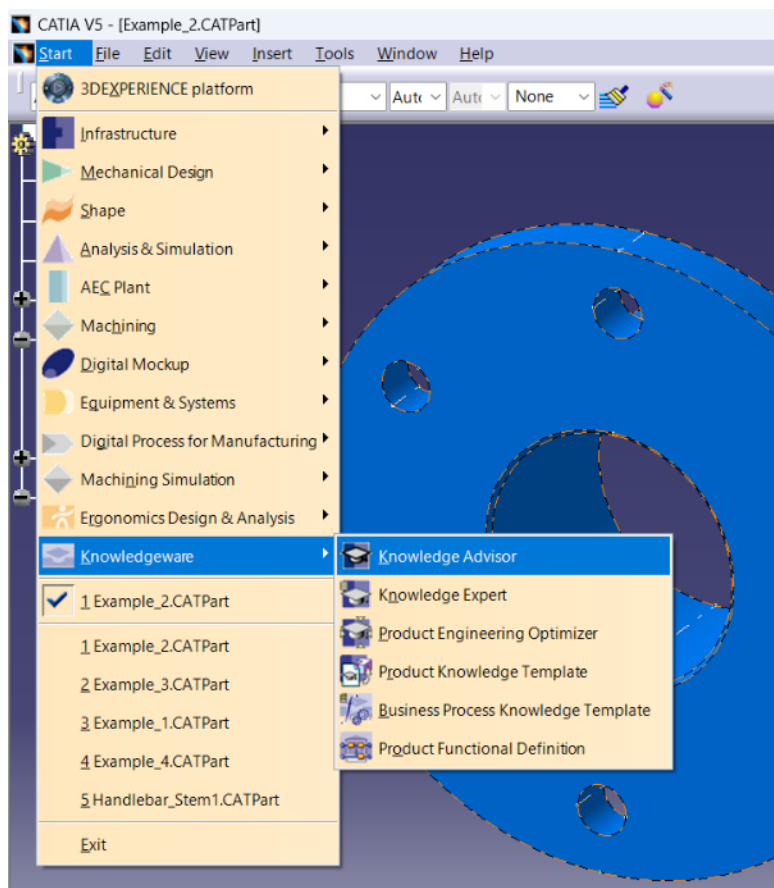 CATIA V5 - [Example_2.CATPart]
Start File Edit View Insert Tools Window Help
3DEXPERIENCE platform
Auto Auto None
Infrastructure
Mechanical Design
Shape
Analysis & Simulation
AEC Plant
Machining
Digital Mockup
Equipment & Systems
Digital Process for Manufacturing
Machining Simulation
Ergonomics Design & Analysis
Knowledgeware
1 Example_2.CATPart
1 Example_2.CATPart
2 Example_3.CATPart
3 Example_1.CATPart
4 Example_4.CATPart
5 Handlebar_Stem1.CATPart
Exit
Knowledge Advisor
Knowledge Expert
Product Engineering Optimizer
Product Knowledge Template
Business Process Knowledge Template
Product Functional Definition